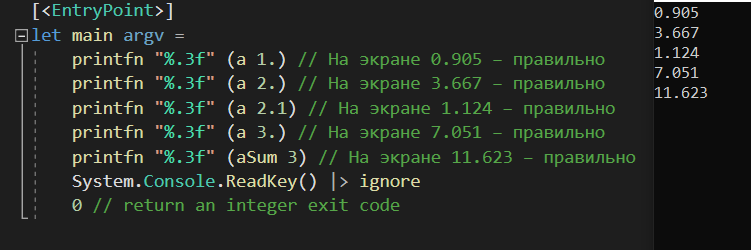 [<EntryPoint>]
let main argv =
printfn "%.3f" (a 1.) // На экране 0.905 – правильно
printfn "%.3f" (a 2.) // На экране 3.667 – правильно
printfn "%.3f" (a 2.1) // На экране 1.124 – правильно
printfn "%.3f" (a 3.) // На экране 7.051 – правильно
printfn "%.3f" (aSum 3) // На экране 11.623 – правильно
System.Console.ReadKey() |> ignore
0 // return an integer exit code
0.905
3.667
1.124
7.051
11.623